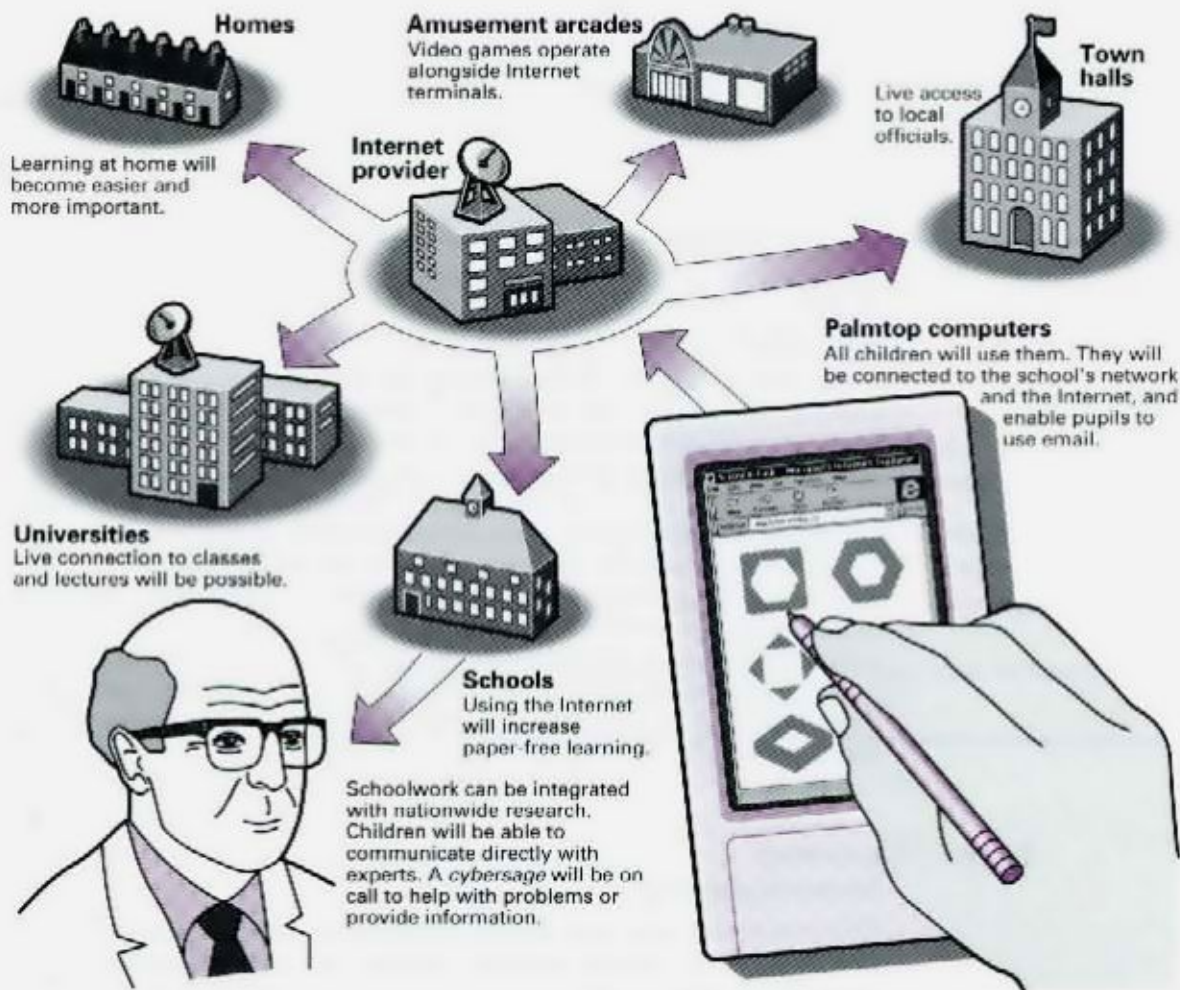 Homes
Learning at home will
become easier and
more important.
Amusement arcades
Video games operate
alongside Internet
terminals.
Town
halls
Live access
to local
officials.
Internet
provider
Palmtop computers
All children will use them. They will
be connected to the school's network
and the Internet, and
enable pupils to
use email.
Universities
Live connection to classes
and lectures will be possible.
Schools
Using the Internet
will increase
paper-free learning.
Schoolwork can be integrated
with nationwide research.
Children will be able to
communicate directly with
experts. A cybersage will be on
call to help with problems or
provide information.